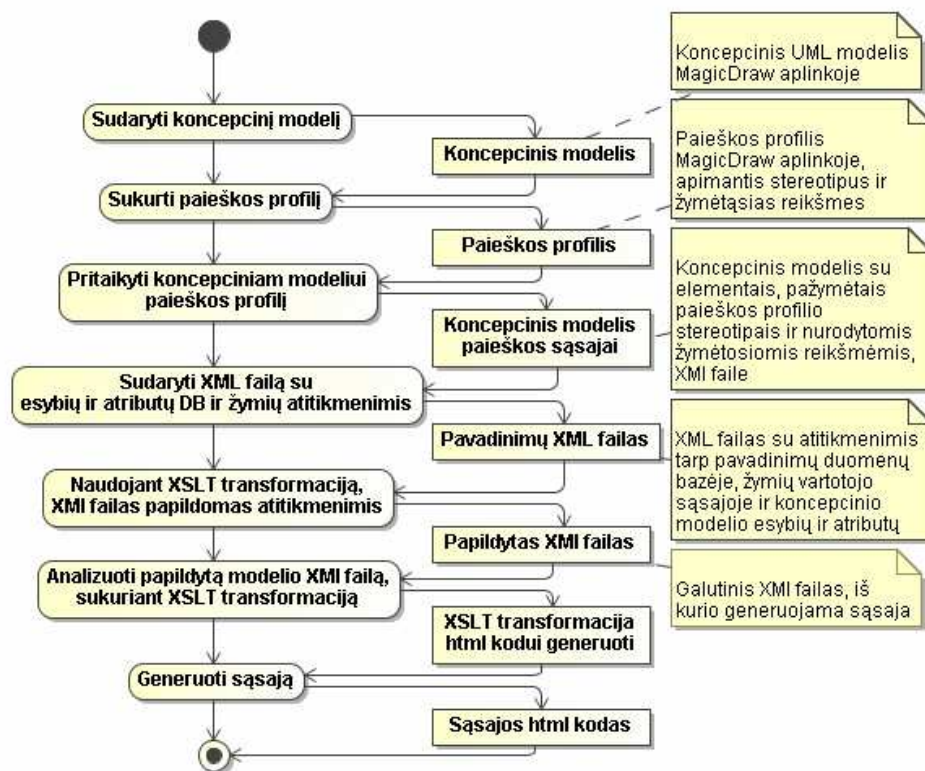 Koncepcinis UML modelis
MagicDraw aplinkoje
Sudaryti koncepcinį modelį
Koncepcinis modelis
Paieškos profilis
MagicDraw aplinkoje,
apimantis stereotipus ir
žymėtąsias reikšmes
Sukurti paieškos profilį
Paieškos profilis
Pritaikyti koncepciniam modeliui
paieškos profilį
Koncepcinis modelis su
elementais, pažymėtais
paieškos profilio
stereotipais ir nurodytomis
žymėtosiomis reikšmėmis,
XMI faile
Koncepcinis modelis
paieškos sąsajai
Sudaryti XML failą su
esybių ir atributų DB ir žymių atitikmenimis
Pavadinimų XML failas
XML failas su atitikmenimis
tarp pavadinimų duomenų
bazėje, žymių vartotojo
sąsajoje ir koncepcinio
modelio esybių ir atributų
Naudojant XSLT transformaciją,
XMI failas papildomas atitikmenimis
Papildytas XMI failas
Analizuoti papildytą modelio XMI failą,
sukuriant XSLT transformaciją
Galutinis XMI failas, iš
kurio generuojama sąsaja
XSLT transformacija
html kodui generuoti
Generuoti sąsają
Sąsajos html kodas